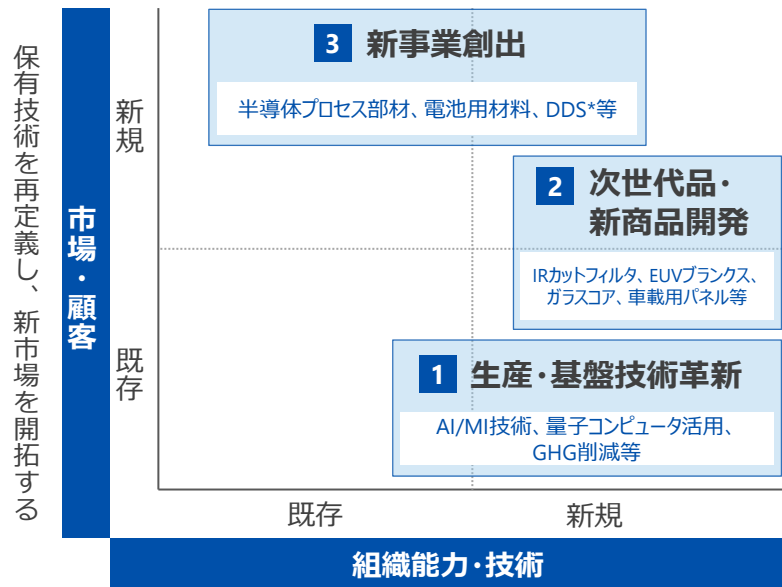 保有技術を再定義し、新市場を開拓する
市場・顧客
新規
既存
3 新事業創出
半導体プロセス部材、電池用材料、DDS*等
2 次世代品・
新商品開発
IRカットフィルタ、EUVブランクス、
ガラスコア、車載用パネル等
1 生産・基盤技術革新
AI/MI技術、量子コンピュータ活用、
GHG削減等
既存
新規
組織能力・技術